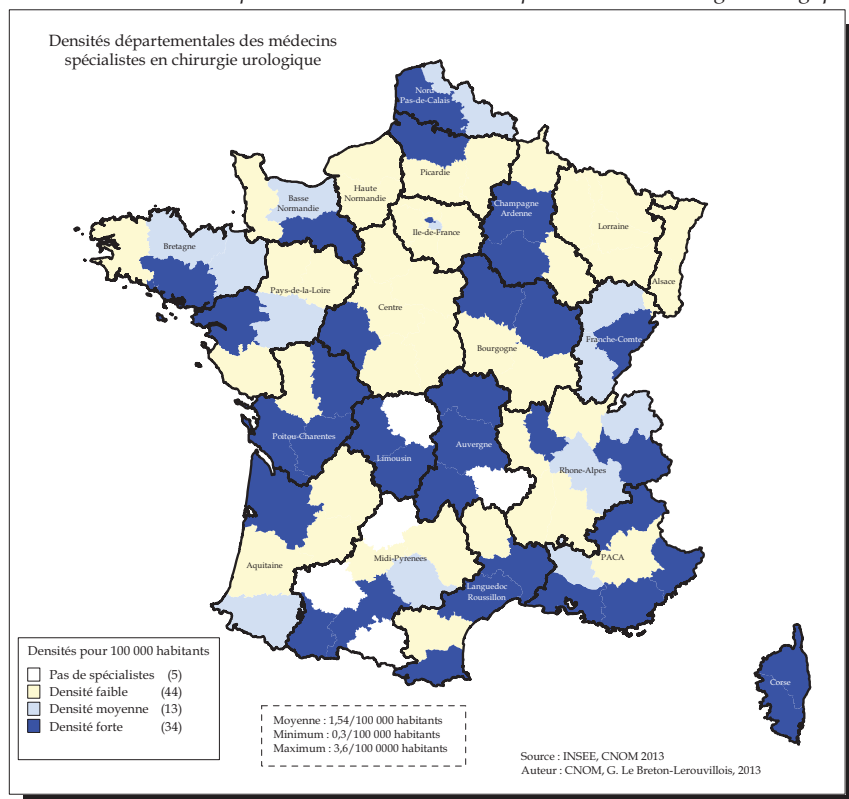 Densités départementales des médecins
spécialistes en chirurgie urologique
Nord
Pas-de-Calais
Picardie
Haute
Normandie
Basse
Normandie
Champagne
Ardenne
Lorraine
Ile-de-France
Bretagne
Alsace
Pays-de-la-Loire
Centre
Franche-Comte
Bourgogne
Poitou-Charentes
Auvergne
Limousin
Rhone-Alpes
Aquitaine
Midi-Pyrenées
PACA
Languedoc
Roussillon
Corse
Densités pour 100 000 habitants
Pas de spécialistes (5)
Densité faible (44)
Densité moyenne (13)
Densité forte (34)
Moyenne : 1,54/100 000 habitants
Minimum : 0,3/100 000 habitants
Maximum : 3,6/100 0000 habitants
Source : INSEE, CNOM 2013
Auteur : CNOM, G. Le Breton-Lerouvillois, 2013